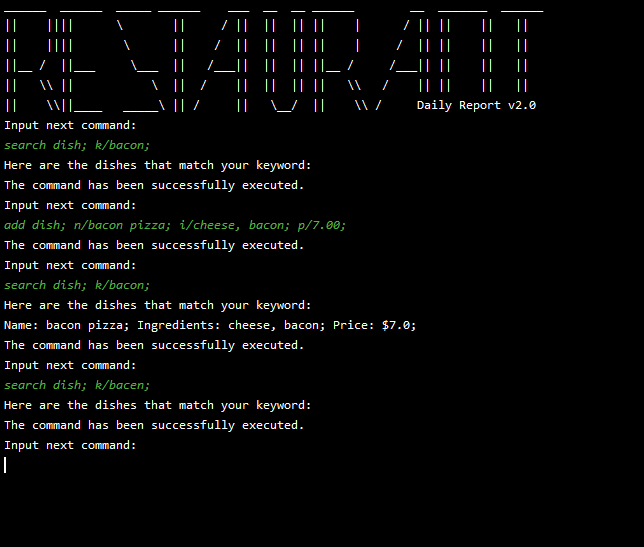 Daily Report v2.0
Input next command:
search dish; k/bacon;
Here are the dishes that match your keyword:
The command has been successfully executed.
Input next command:
add dish; n/bacon pizza; i/cheese, bacon; p/7.00;
The command has been successfully executed.
Input next command:
search dish; k/bacon;
Here are the dishes that match your keyword:
Name: bacon pizza; Ingredients: cheese, bacon; Price: $7.0;
The command has been successfully executed.
Input next command:
search dish; k/bacen;
Here are the dishes that match your keyword:
The command has been successfully executed.
Input next command: